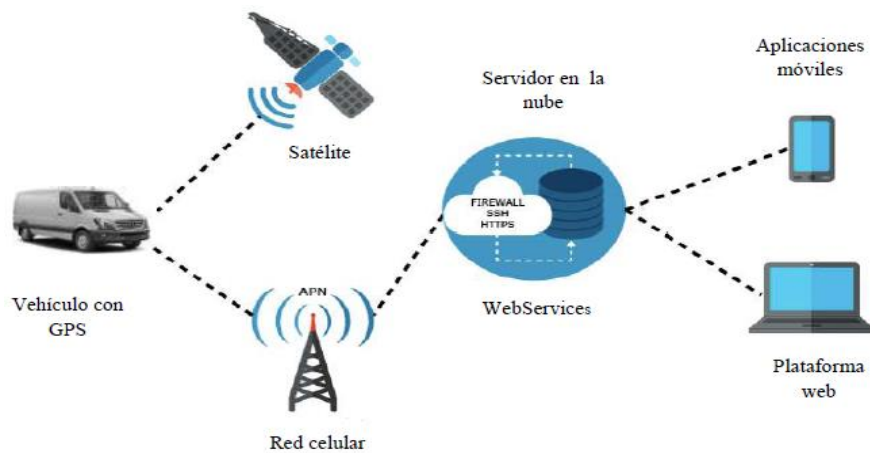 Aplicaciones
móviles
Servidor en la
nube
Satélite
FIREWALL
SSH
HTTPS
Vehículo con
GPS
APN
WebServices
Plataforma
web
Red celular